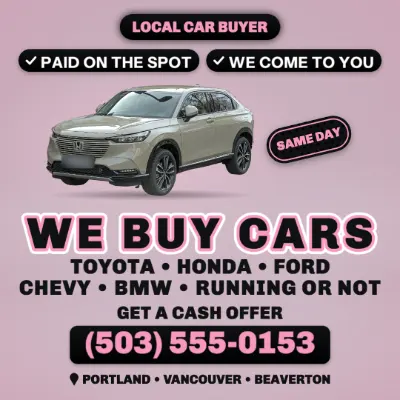 LOCAL CAR BUYER
✓ PAID ON THE SPOT
✓ WE COME TO YOU
SAME DAY
WE BUY CARS
TOYOTA • HONDA • FORD
CHEVY • BMW • RUNNING OR NOT
GET A CASH OFFER
(503) 555-0153
PORTLAND • VANCOUVER • BEAVERTON